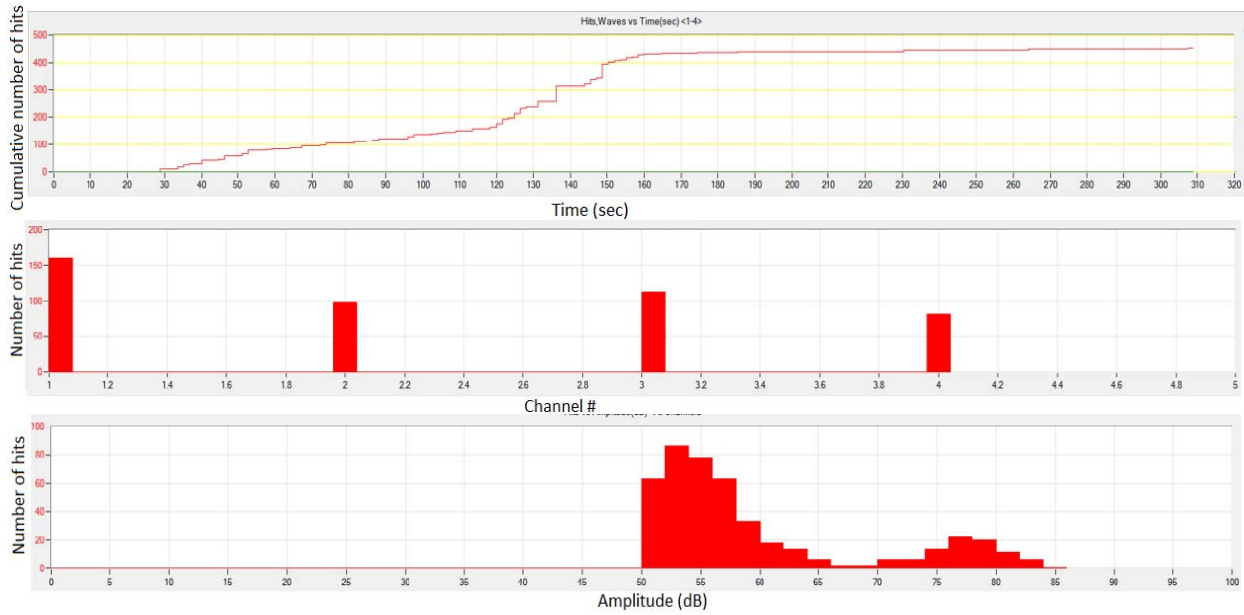 Hits,Waves vs Time(sec) <1-4>
Cumulative number of hits
500
400
300
200
100
0
0 10 20 30 40 50 60 70 80 90 100 110 120 130 140 150 160 170 180 190 200 210 220 230 240 250 260 270 280 290 300 310 320
Time (sec)
Number of hits
200
150
100
50
0
1 1.2 1.4 1.6 1.8 2 2.2 2.4 2.6 2.8 3 3.2 3.4 3.6 3.8 4 4.2 4.4 4.6 4.8 5
Channel #
Number of hits
100
80
60
40
20
0
0 5 10 15 20 25 30 35 40 45 50 55 60 65 70 75 80 85 90 95 100
Amplitude (dB)